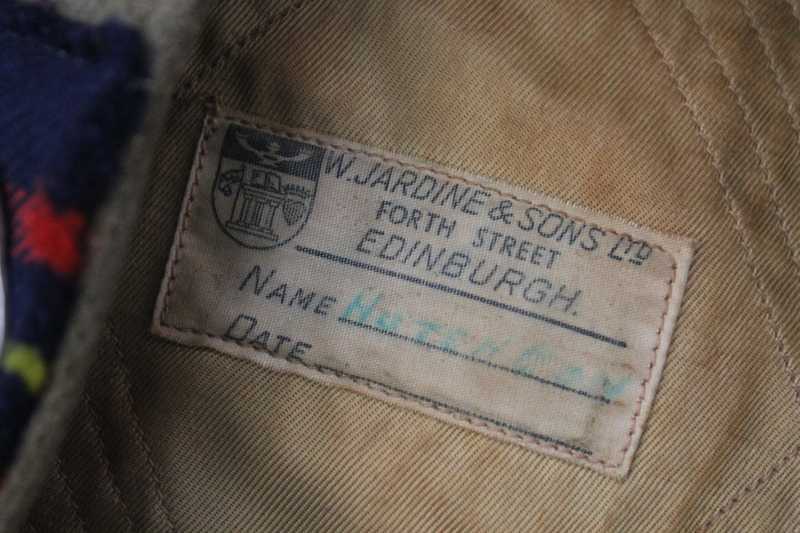 W. JARDINE & SONS LTD
FORTH STREET
EDINBURGH.
NAME HUTCHEON
DATE